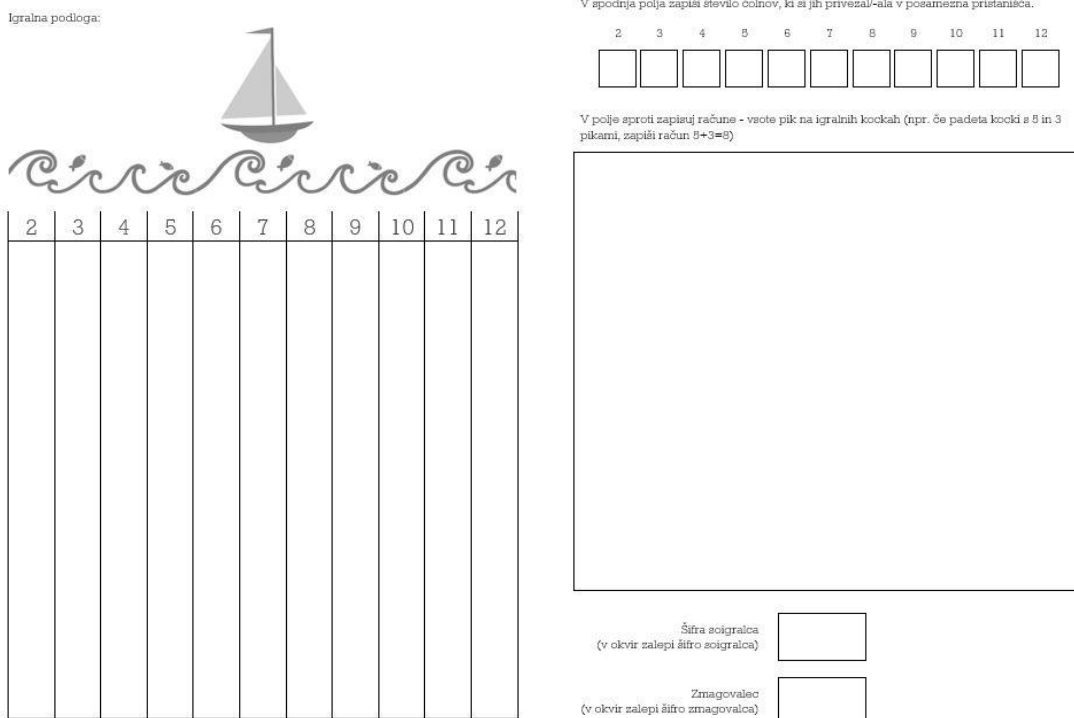 Igralna podloga:
2 3 4 5 6 7 8 9 10 11 12
V spodnja polja zapiši število čolnov, ki si jih privezal/-ala v posamezna pristanišča.
2 3 4 5 6 7 8 9 10 11 12
V polje sproti zapisuj račune - vsote pik na igralnih kockah (npr. če padeta kocki s 5 in 3
pikami, zapiši račun 5+3=8)
Šifra soigralca
(v okvir zalepi šifro soigralca)
Zmagovalec
(v okvir zalepi šifro zmagovalca)